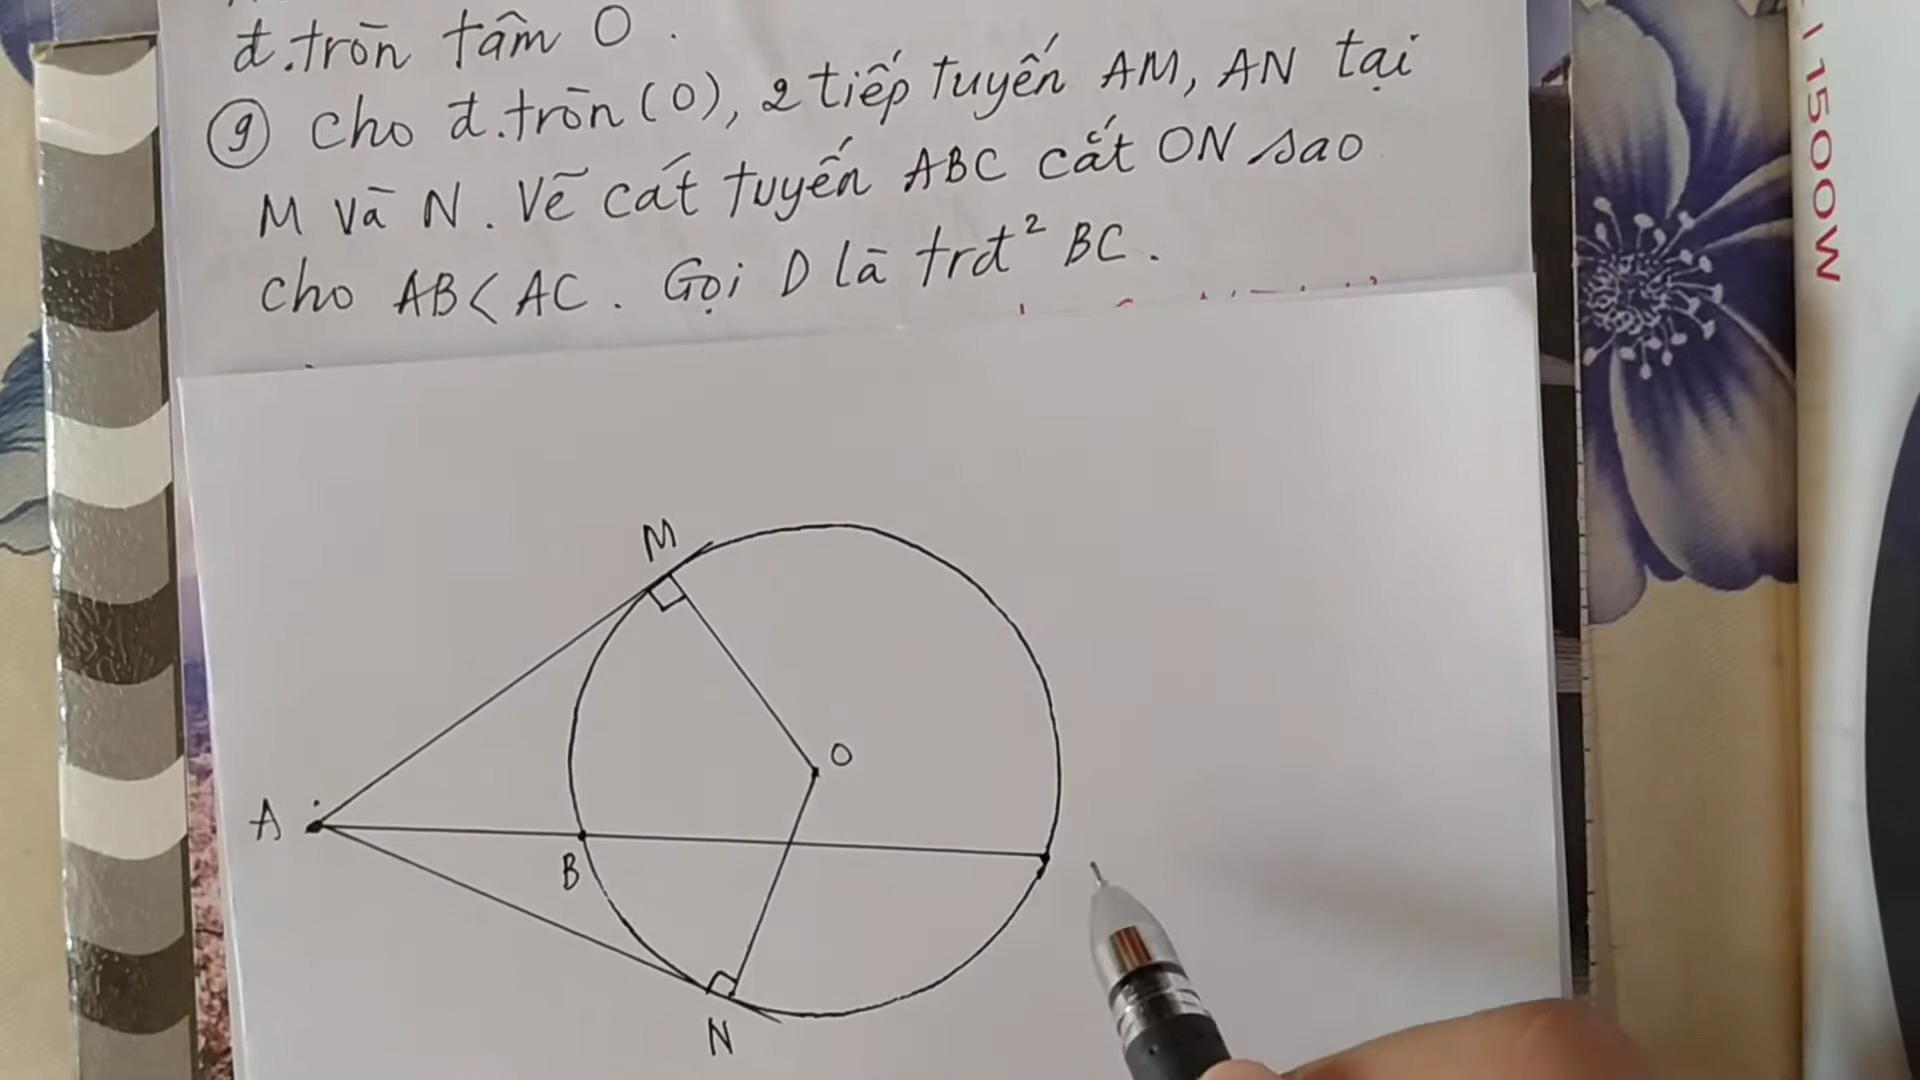 đ.tròn tâm O.
⑨ Cho đ.tròn (O), 2 tiếp tuyến AM, AN tại
M và N. Vẽ cát tuyến ABC cắt ON sao
cho AB < AC. Gọi D là trđ² BC.
M
O
A
B
N
1500W